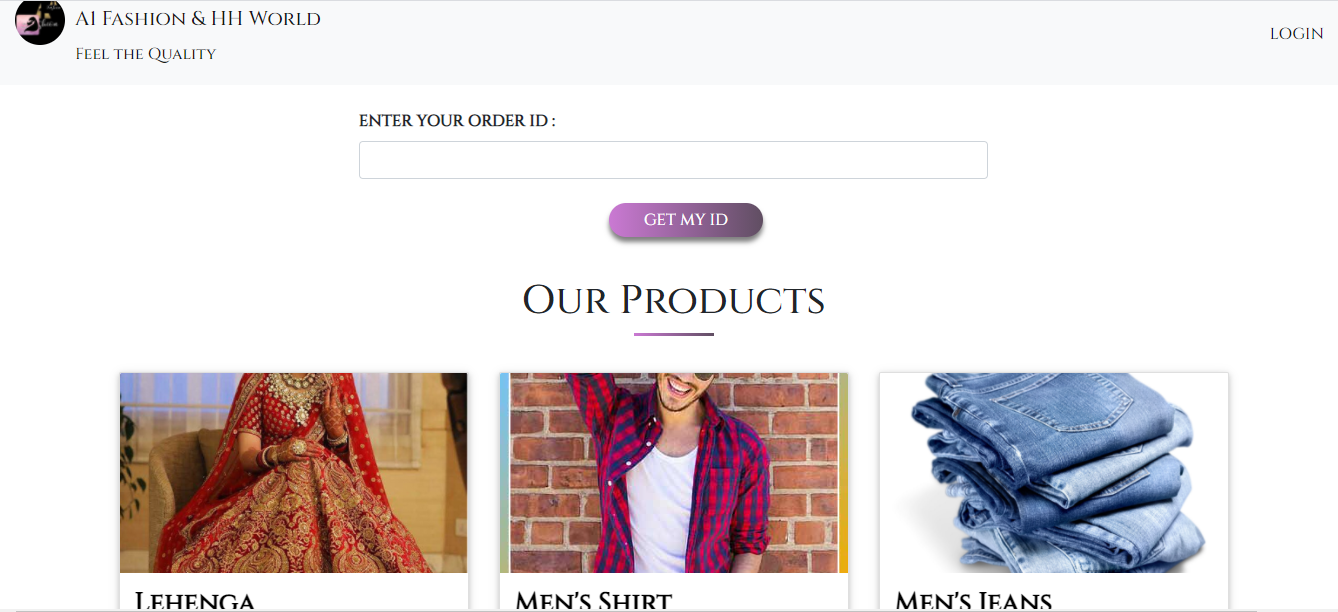 A1 Fashion & HH World
Feel the Quality
LOGIN
ENTER YOUR ORDER ID :
GET MY ID
Our Products
Lehenga
Men's Shirt
Men's Jeans